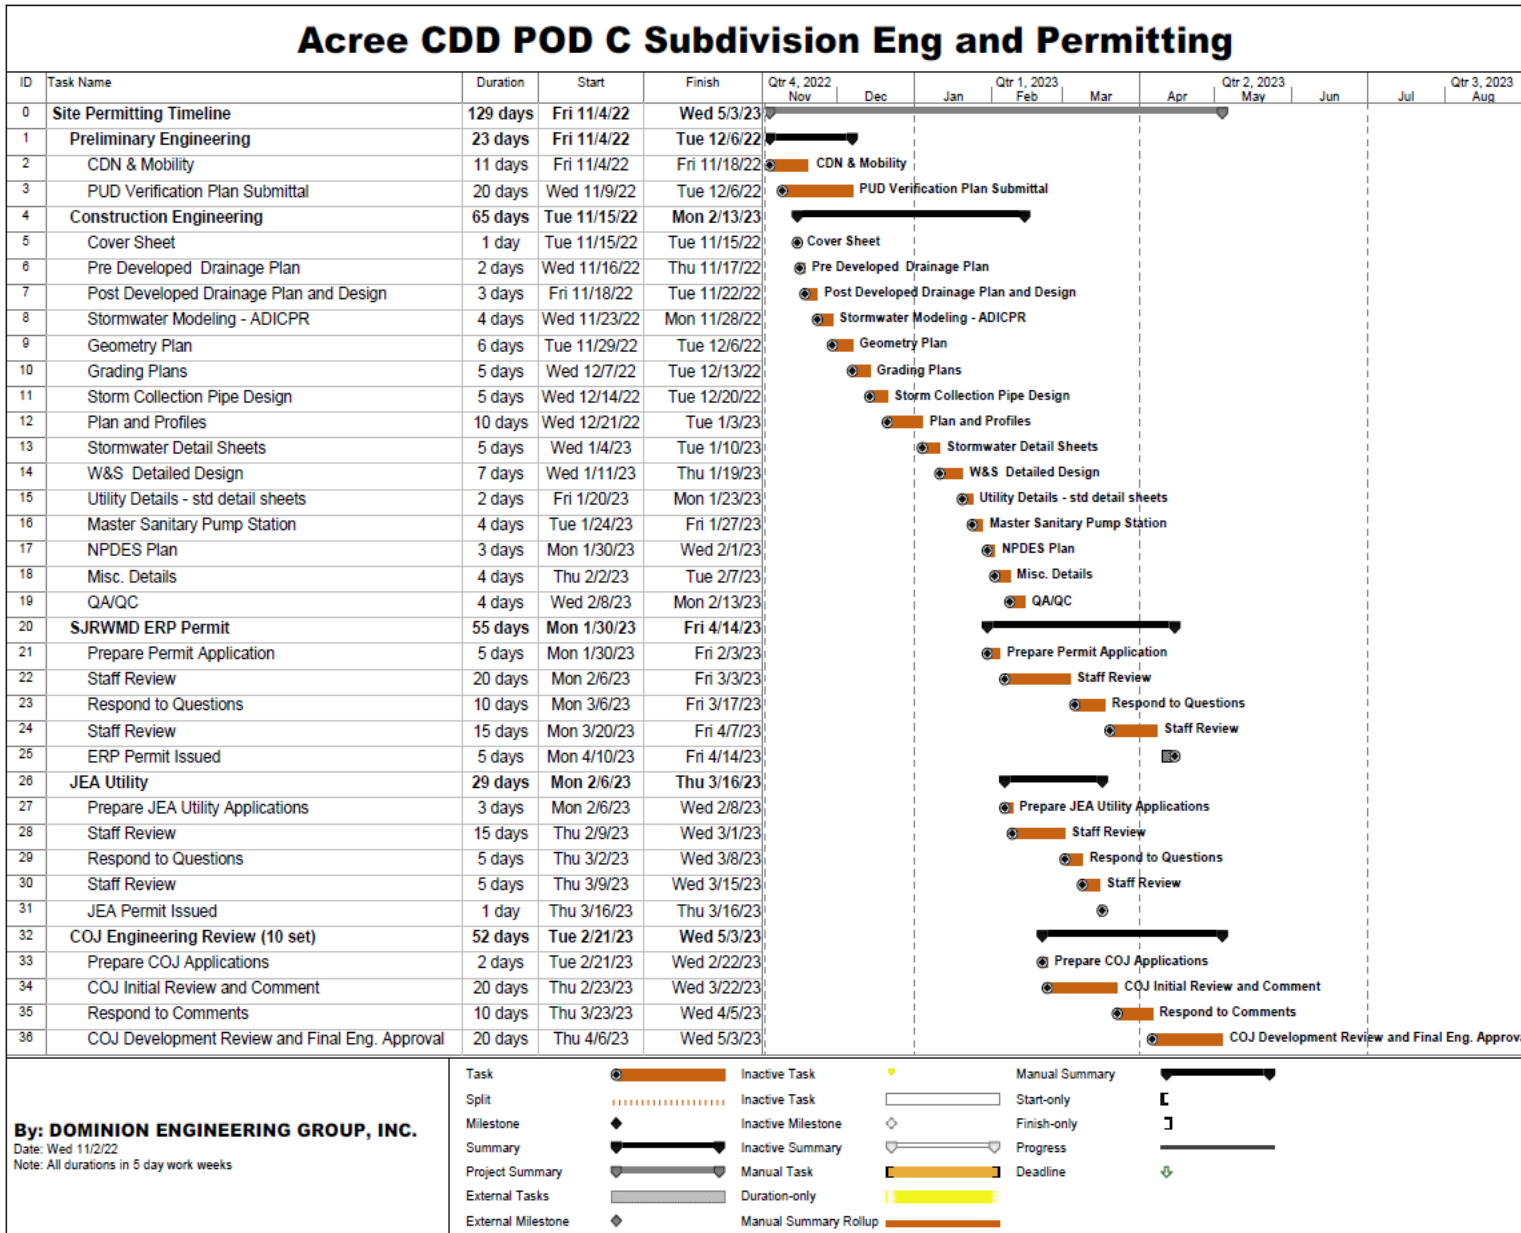 Acree CDD POD C Subdivision Eng and Permitting
ID Task Name Duration Start Finish Qtr 4, 2022 Qtr 1, 2023 Qtr 2, 2023 Qtr 3, 2023
Nov Dec Jan Feb Mar Apr May Jun Jul Aug
0 Site Permitting Timeline 129 days Fri 11/4/22 Wed 5/3/23
1 Preliminary Engineering 23 days Fri 11/4/22 Tue 12/6/22
2 CDN & Mobility 11 days Fri 11/4/22 Fri 11/18/22 CDN & Mobility
3 PUD Verification Plan Submittal 20 days Wed 11/9/22 Tue 12/6/22 PUD Verification Plan Submittal
4 Construction Engineering 65 days Tue 11/15/22 Mon 2/13/23
5 Cover Sheet 1 day Tue 11/15/22 Tue 11/15/22 Cover Sheet
6 Pre Developed Drainage Plan 2 days Wed 11/16/22 Thu 11/17/22 Pre Developed Drainage Plan
7 Post Developed Drainage Plan and Design 3 days Fri 11/18/22 Tue 11/22/22 Post Developed Drainage Plan and Design
8 Stormwater Modeling - ADICPR 4 days Wed 11/23/22 Mon 11/28/22 Stormwater Modeling - ADICPR
9 Geometry Plan 6 days Tue 11/29/22 Tue 12/6/22 Geometry Plan
10 Grading Plans 5 days Wed 12/7/22 Tue 12/13/22 Grading Plans
11 Storm Collection Pipe Design 5 days Wed 12/14/22 Tue 12/20/22 Storm Collection Pipe Design
12 Plan and Profiles 10 days Wed 12/21/22 Tue 1/3/23 Plan and Profiles
13 Stormwater Detail Sheets 5 days Wed 1/4/23 Tue 1/10/23 Stormwater Detail Sheets
14 W&S Detailed Design 7 days Wed 1/11/23 Thu 1/19/23 W&S Detailed Design
15 Utility Details - std detail sheets 2 days Fri 1/20/23 Mon 1/23/23 Utility Details - std detail sheets
16 Master Sanitary Pump Station 4 days Tue 1/24/23 Fri 1/27/23 Master Sanitary Pump Station
17 NPDES Plan 3 days Mon 1/30/23 Wed 2/1/23 NPDES Plan
18 Misc. Details 4 days Thu 2/2/23 Tue 2/7/23 Misc. Details
19 QA/QC 4 days Wed 2/8/23 Mon 2/13/23 QA/QC
20 SJRWMD ERP Permit 55 days Mon 1/30/23 Fri 4/14/23
21 Prepare Permit Application 5 days Mon 1/30/23 Fri 2/3/23 Prepare Permit Application
22 Staff Review 20 days Mon 2/6/23 Fri 3/3/23 Staff Review
23 Respond to Questions 10 days Mon 3/6/23 Fri 3/17/23 Respond to Questions
24 Staff Review 15 days Mon 3/20/23 Fri 4/7/23 Staff Review
25 ERP Permit Issued 5 days Mon 4/10/23 Fri 4/14/23
26 JEA Utility 29 days Mon 2/6/23 Thu 3/16/23
27 Prepare JEA Utility Applications 3 days Mon 2/6/23 Wed 2/8/23 Prepare JEA Utility Applications
28 Staff Review 15 days Thu 2/9/23 Wed 3/1/23 Staff Review
29 Respond to Questions 5 days Thu 3/2/23 Wed 3/8/23 Respond to Questions
30 Staff Review 5 days Thu 3/9/23 Wed 3/15/23 Staff Review
31 JEA Permit Issued 1 day Thu 3/16/23 Thu 3/16/23
32 COJ Engineering Review (10 set) 52 days Tue 2/21/23 Wed 5/3/23
33 Prepare COJ Applications 2 days Tue 2/21/23 Wed 2/22/23 Prepare COJ Applications
34 COJ Initial Review and Comment 20 days Thu 2/23/23 Wed 3/22/23 COJ Initial Review and Comment
35 Respond to Comments 10 days Thu 3/23/23 Wed 4/5/23 Respond to Comments
36 COJ Development Review and Final Eng. Approval 20 days Thu 4/6/23 Wed 5/3/23 COJ Development Review and Final Eng. Approva
By: DOMINION ENGINEERING GROUP, INC.
Date: Wed 11/2/22
Note: All durations in 5 day work weeks
Task Inactive Task Manual Summary
Split Inactive Task Start-only
Milestone Inactive Milestone Finish-only
Summary Inactive Summary Progress
Project Summary Manual Task Deadline
External Tasks Duration-only
External Milestone Manual Summary Rollup